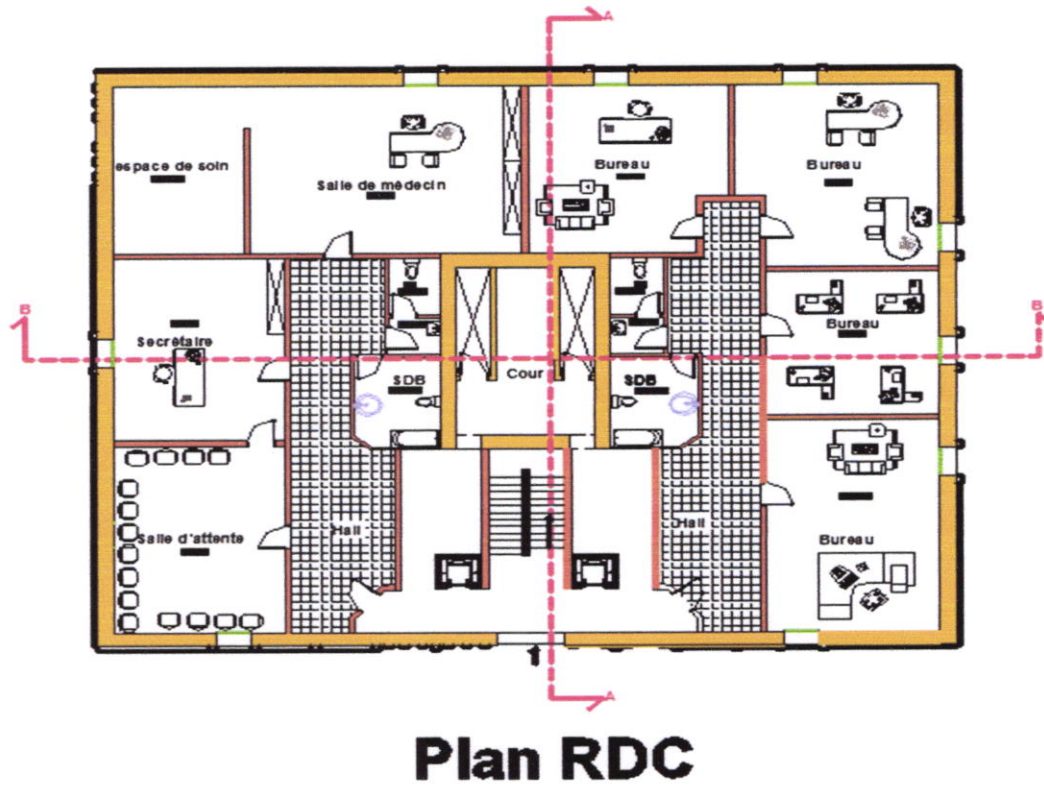 A
espace de soin
Salle de médecin
Bureau
Bureau
B
B
Secrétaire
Bureau
SDB
Cour
SDB
Salle d'attente
Hall
Hall
Bureau
A
Plan RDC